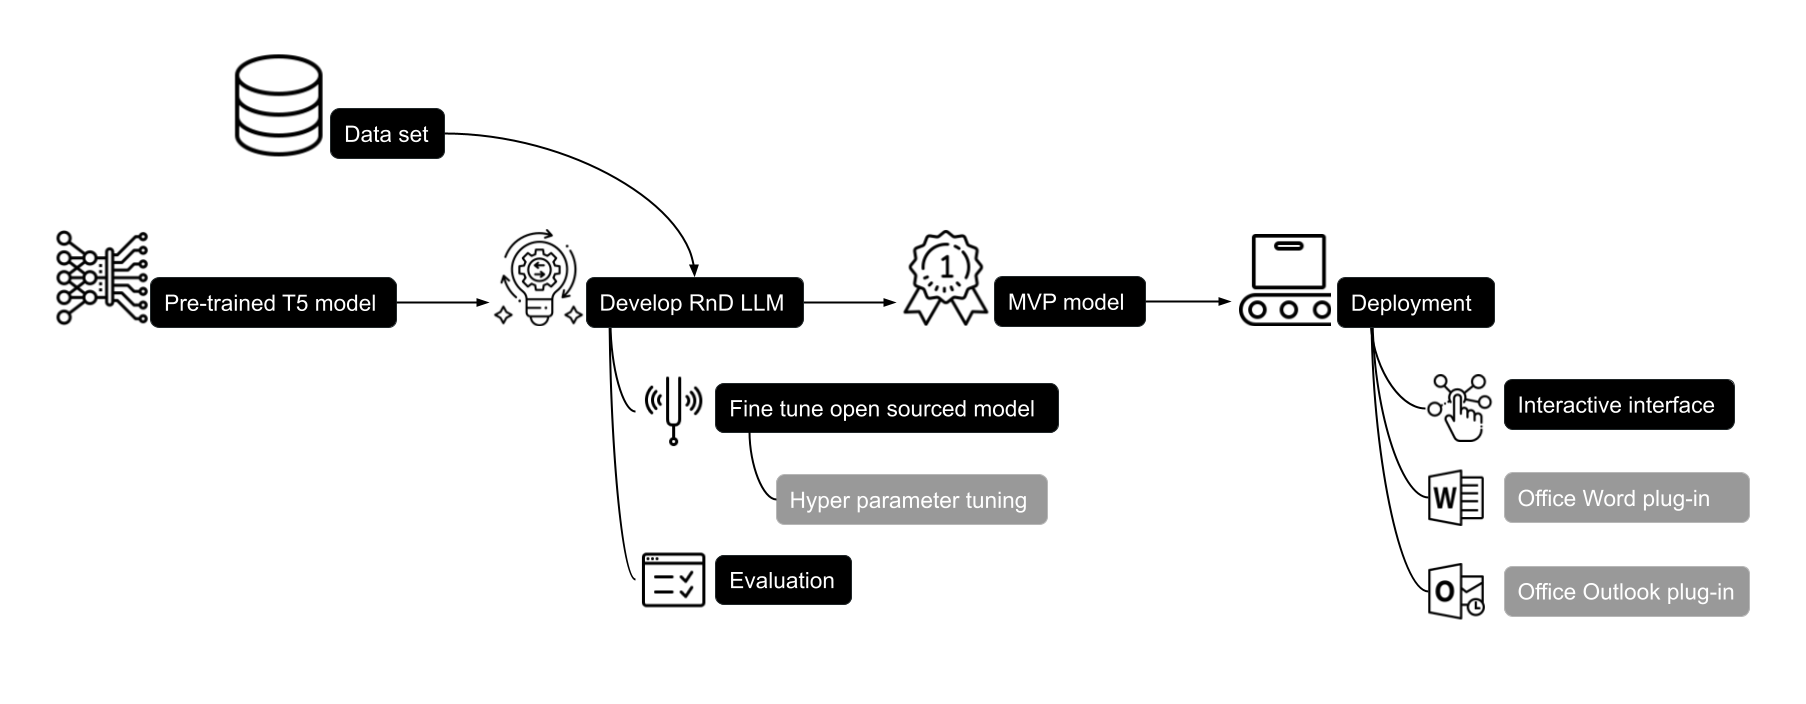 Data set
Pre-trained T5 model
Develop RnD LLM
1
MVP model
Deployment
Fine tune open sourced model
Hyper parameter tuning
Evaluation
Interactive interface
W
Office Word plug-in
O
Office Outlook plug-in